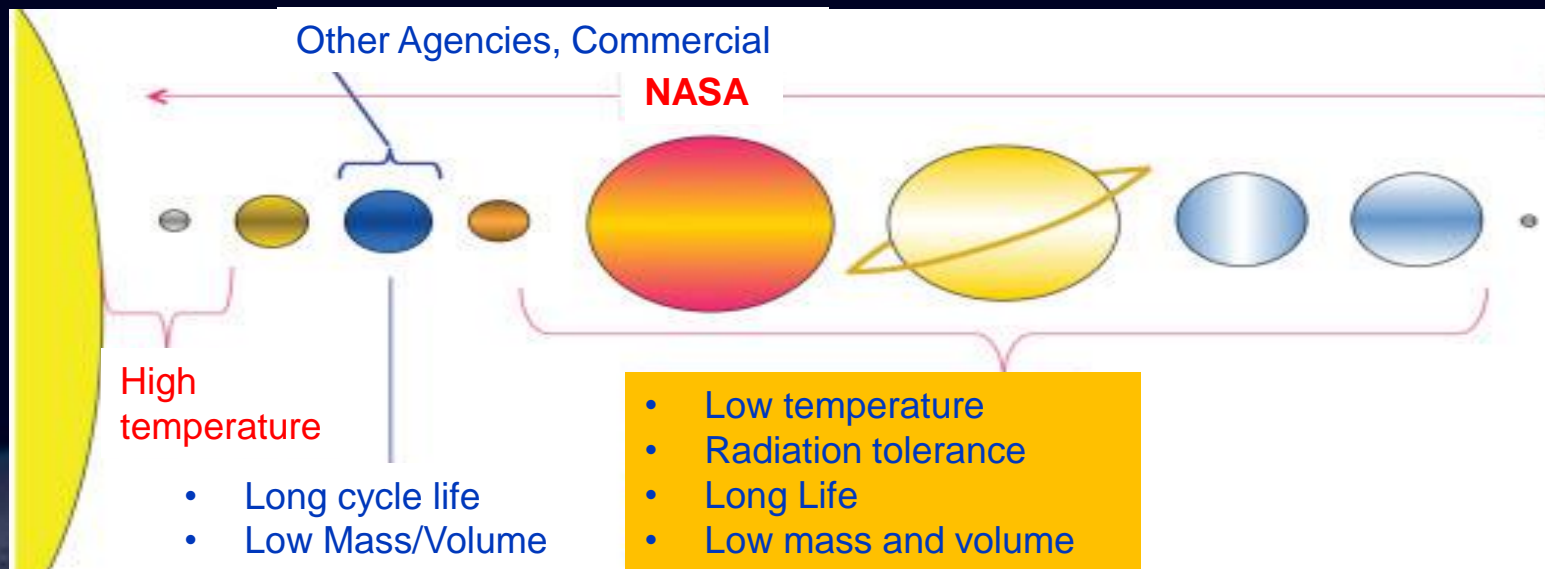 Other Agencies, Commercial
NASA
High
temperature
• Long cycle life
• Low Mass/Volume
• Low temperature
• Radiation tolerance
• Long Life
• Low mass and volume